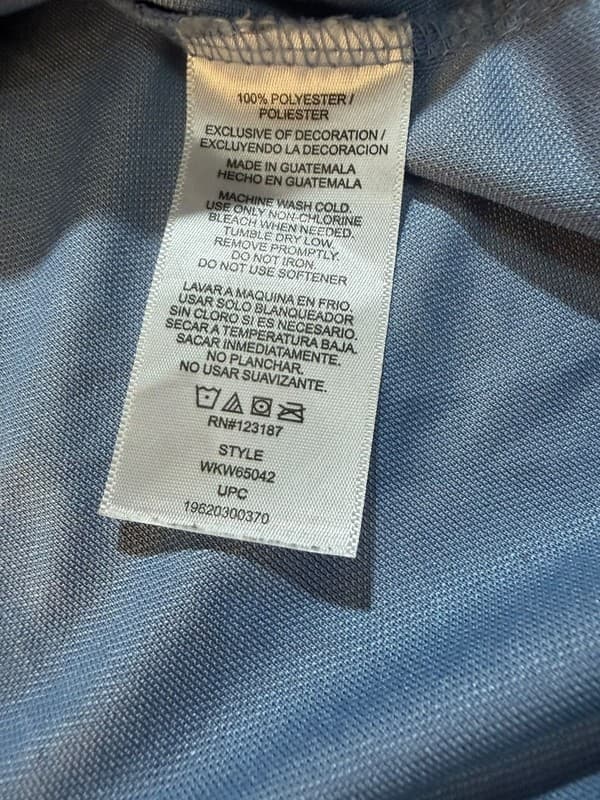 100% POLYESTER /
POLIESTER
EXCLUSIVE OF DECORATION /
EXCLUYENDO LA DECORACION
MADE IN GUATEMALA
HECHO EN GUATEMALA
MACHINE WASH COLD.
USE ONLY NON-CHLORINE
BLEACH WHEN NEEDED.
TUMBLE DRY LOW.
REMOVE PROMPTLY.
DO NOT IRON.
DO NOT USE SOFTENER
LAVAR A MAQUINA EN FRIO.
USAR SOLO BLANQUEADOR
SIN CLORO SI ES NECESARIO.
SECAR A TEMPERATURA BAJA.
SACAR INMEDIATAMENTE.
NO PLANCHAR.
NO USAR SUAVIZANTE.
RN#123187
STYLE
WKW65042
UPC
19620300370